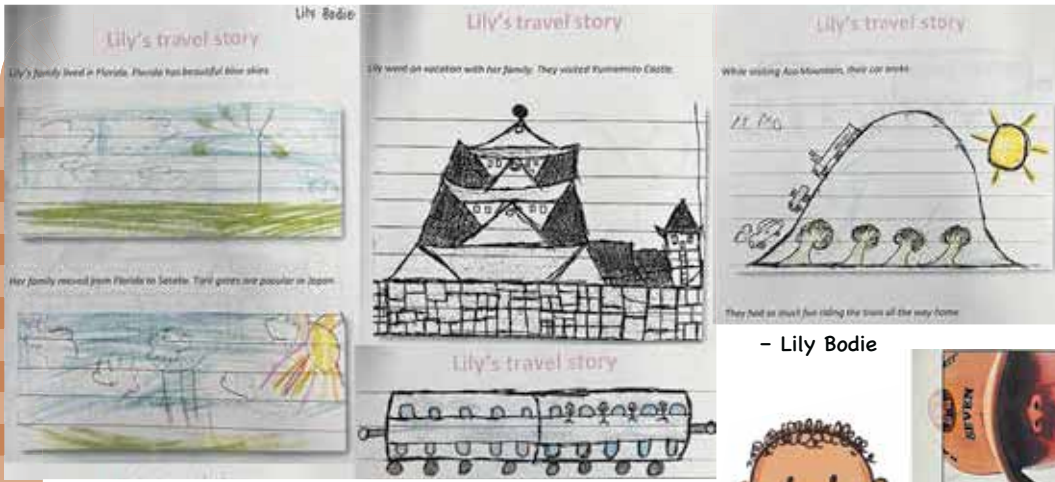 Lily Bodie
Lily's travel story
Lily's family lived in Florida. Florida has beautiful blue skies.
Her family moved from Florida to Sasebo. Torii gates are popular in Japan.
Lily's travel story
Lily went on vacation with her family. They visited Kumamoto Castle.
Lily's travel story
Lily's travel story
While visiting Aso Mountain, their car broke.
They had so much fun riding the train all the way home.
– Lily Bodie
SEVEN